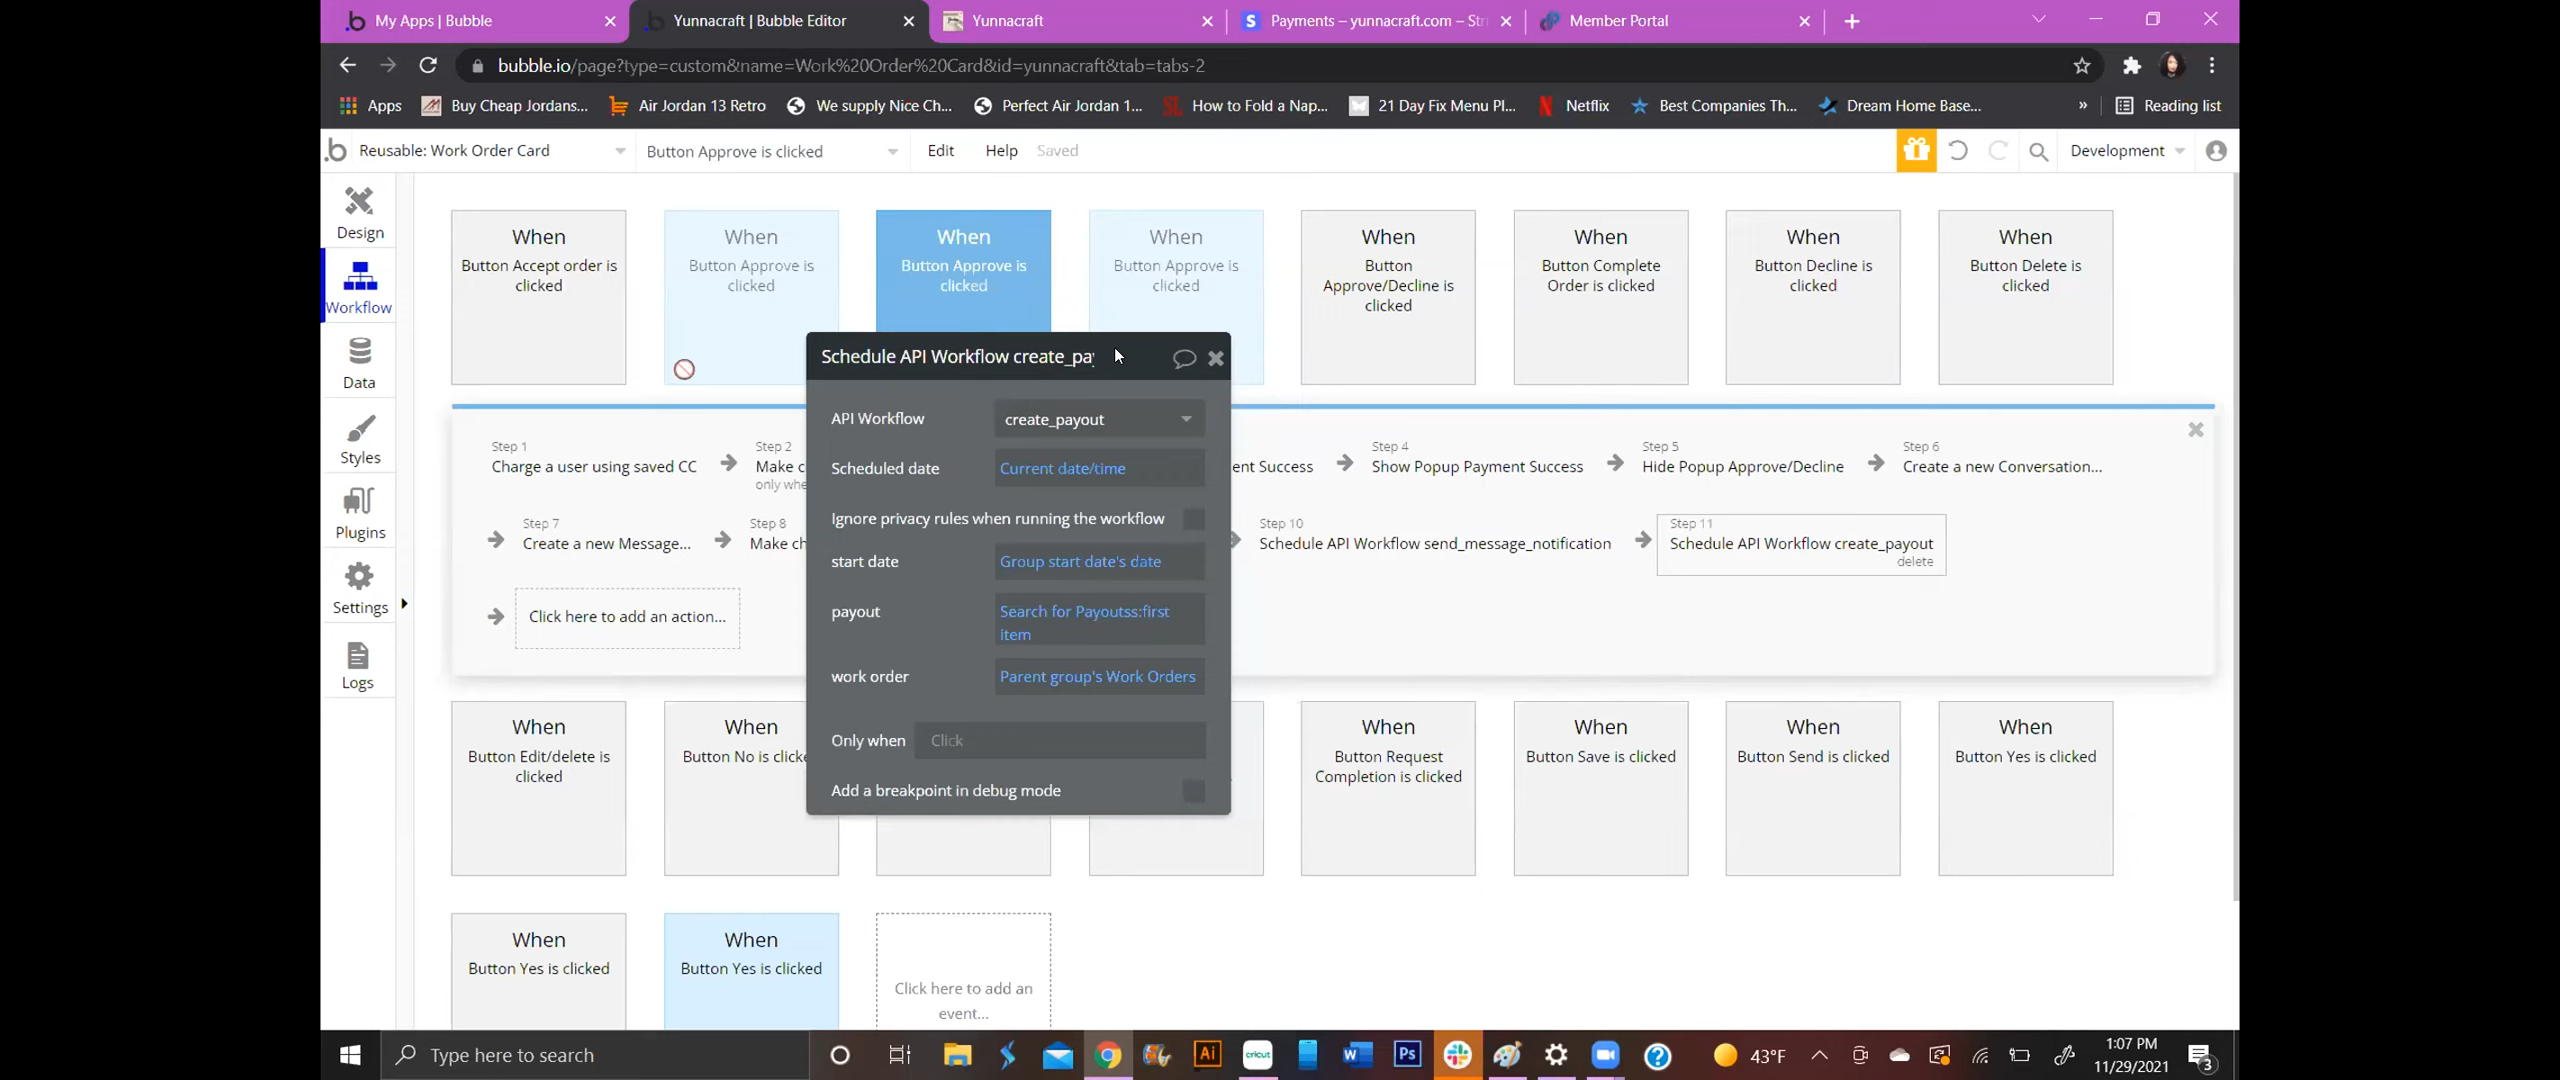 My Apps | Bubble
Yunnacraft | Bubble Editor
Yunnacraft
Payments – yunnacraft.com – Str
Member Portal
bubble.io/page?type=custom&name=Work%20Order%20Card&id=yunnacraft&tab=tabs-2
Apps
Buy Cheap Jordans...
Air Jordan 13 Retro
We supply Nice Ch...
Perfect Air Jordan 1...
How to Fold a Nap...
21 Day Fix Menu Pl...
Netflix
Best Companies Th...
Dream Home Base...
»
Reading list
Reusable: Work Order Card
Button Approve is clicked
Edit
Help
Saved
Development
Design
Workflow
Data
Styles
Plugins
Settings
Logs
When
Button Accept order is
clicked
When
Button Approve is
clicked
When
Button Approve is
clicked
When
Button Approve is
clicked
When
Button
Approve/Decline is
clicked
When
Button Complete
Order is clicked
When
Button Decline is
clicked
When
Button Delete is
clicked
Schedule API Workflow create_pay
API Workflow
create_payout
Scheduled date
Current date/time
Ignore privacy rules when running the workflow
start date
Group start date's date
payout
Search for Payoutss:first
item
work order
Parent group's Work Orders
Only when
Click
Add a breakpoint in debug mode
Step 1
Charge a user using saved CC
Step 2
Make c
only whe
ent Success
Step 4
Show Popup Payment Success
Step 5
Hide Popup Approve/Decline
Step 6
Create a new Conversation...
Step 7
Create a new Message...
Step 8
Make ch
Step 10
Schedule API Workflow send_message_notification
Step 11
Schedule API Workflow create_payout
delete
Click here to add an action...
When
Button Edit/delete is
clicked
When
Button No is clicke
When
Button Request
Completion is clicked
When
Button Save is clicked
When
Button Send is clicked
When
Button Yes is clicked
When
Button Yes is clicked
When
Button Yes is clicked
Click here to add an
event...
Type here to search
Ai
cricut
Ps
43°F
1:07 PM
11/29/2021
3